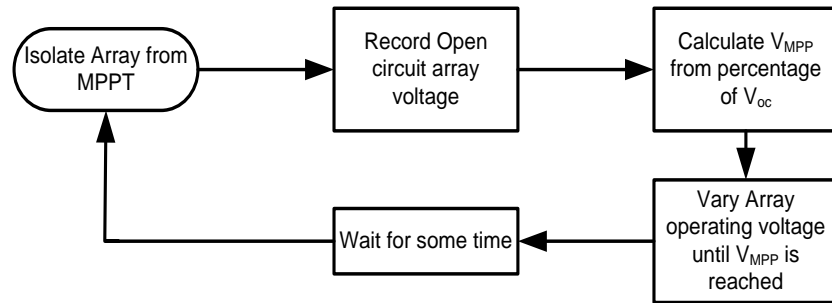 Isolate Array from
MPPT
Record Open
circuit array
voltage
Calculate V_MPP
from percentage
of V_oc
Vary Array
operating voltage
until V_MPP is
reached
Wait for some time